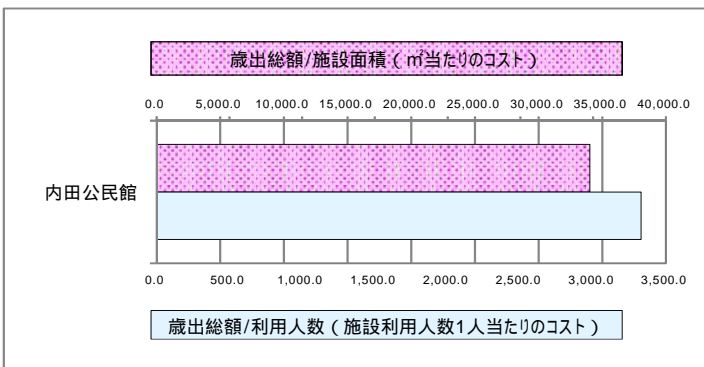 歳出総額/施設面積(㎡当たりのコスト)
0.0 5,000.0 10,000.0 15,000.0 20,000.0 25,000.0 30,000.0 35,000.0 40,000.0
内田公民館
0.0 500.0 1,000.0 1,500.0 2,000.0 2,500.0 3,000.0 3,500.0
歳出総額/利用人数(施設利用人数1人当たりのコスト)